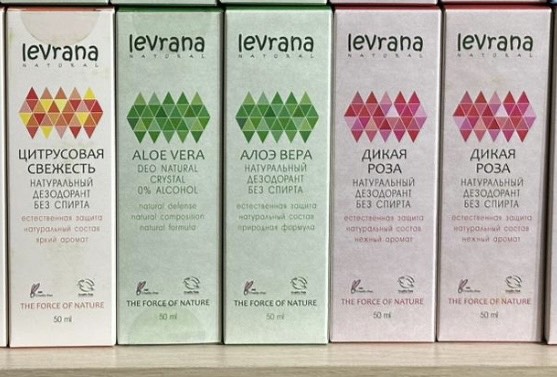 levrana
NATURAL
ЦИТРУСОВАЯ
СВЕЖЕСТЬ
НАТУРАЛЬНЫЙ
ДЕЗОДОРАНТ
БЕЗ СПИРТА
естественная защита
натуральный состав
яркий аромат
THE FORCE OF NATURE
50 ml
levrana
NATURAL
ALOE VERA
DEO NATURAL
CRYSTAL
0% ALCOHOL
natural defense
natural composition
natural formula
THE FORCE OF NATURE
50 ml
levrana
NATURAL
АЛОЭ ВЕРА
НАТУРАЛЬНЫЙ
ДЕЗОДОРАНТ
БЕЗ СПИРТА
естественная защита
натуральный состав
природная формула
THE FORCE OF NATURE
50 ml
levrana
NATURAL
ДИКАЯ
РОЗА
НАТУРАЛЬНЫЙ
ДЕЗОДОРАНТ
БЕЗ СПИРТА
естественная защита
натуральный состав
нежный аромат
THE FORCE OF NATURE
50 ml
levrana
NATURAL
ДИКАЯ
РОЗА
НАТУРАЛЬНЫЙ
ДЕЗОДОРАНТ
БЕЗ СПИРТА
естественная защита
натуральный состав
нежный аромат
THE FORCE OF NATURE
50 ml